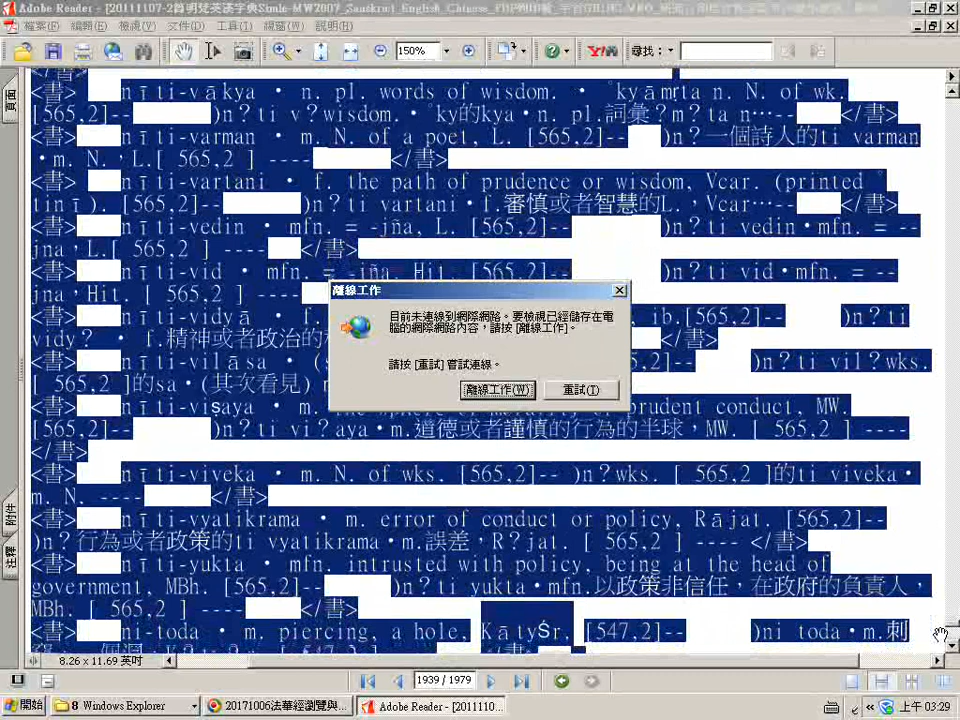 Adobe Reader - [20111107-2簡明梵英漢字典Simle-MW2007_Sanskrit_English_Chinese_
檔案(F) 編輯(E) 檢視(V) 文件(D) 工具(T) 視窗(W) 說明(H)
150% Y! 尋找:
頁面
附件
注釋
</書>
<書> nīti-vākya • n. pl. words of wisdom. • °kyāmṛta n. N. of wk.
[565,2]-- )n?ti v?wisdom.°ky的kya•n. pl.詞彙?m?ta n…-- </書>
<書> nīti-varman • m. N. of a poet, L. [565,2]-- )n?一個詩人的ti varman
•m. N.,L.[ 565,2 ] ---- </書>
<書> nīti-vartani • f. the path of prudence or wisdom, Vcar. (printed °
tinī). [565,2]-- )n?ti vartani•f.審慎或者智慧的L.,Vcar…-- </書>
<書> nīti-vedin • mfn. = -jña, L. [565,2]-- )n?ti vedin•mfn. = --
jna,L.[ 565,2 ] ---- </書>
<書> nīti-vid • mfn. = -jña, Hit. [565,2]-- )n?ti vid•mfn. = --
jna,Hit. [ 565,2 ] ----
<書> nīti-vidyā • ib.[565,2]-- )n?ti
vidy?•f.精神或者政治的 </書>
<書> nīti-vilāsa • )n?ti vil?wks.
[ 565,2 ]的sa•(其次看見)
<書> nīti-viṣaya • m. the sphere of morality or prudent conduct, MW.
[565,2]-- )n?ti vi?aya•m.道德或者謹慎的行為的半球,MW. [ 565,2 ] ----
</書>
<書> nīti-viveka • m. N. of wks. [565,2]-- )n?wks. [ 565,2 ]的ti viveka•
m. N. ---- </書>
<書> nīti-vyatikrama • m. error of conduct or policy, Rājat. [565,2]--
)n?行為或者政策的ti vyatikrama•m.誤差,R?jat. [ 565,2 ] ---- </書>
<書> nīti-yukta • mfn. intrusted with policy, being at the head of
government, MBh. [565,2]-- )n?ti yukta•mfn.以政策非信任,在政府的負責人,
MBh. [ 565,2 ] ---- </書>
<書> ni-toda • m. piercing, a hole, KātyŚr. [547,2]-- )ni toda•m.刺
離線工作
目前未連線到網際網路。要檢視已經儲存在電
腦的網際網路內容,請按 [離線工作]。
請按 [重試] 嘗試連線。
離線工作(W) 重試(T)
8.26 x 11.69 英吋
1939 / 1979
開始 8 Windows Explorer 20171006法華經瀏覽與... Adobe Reader - [2011110... 上午 03:29